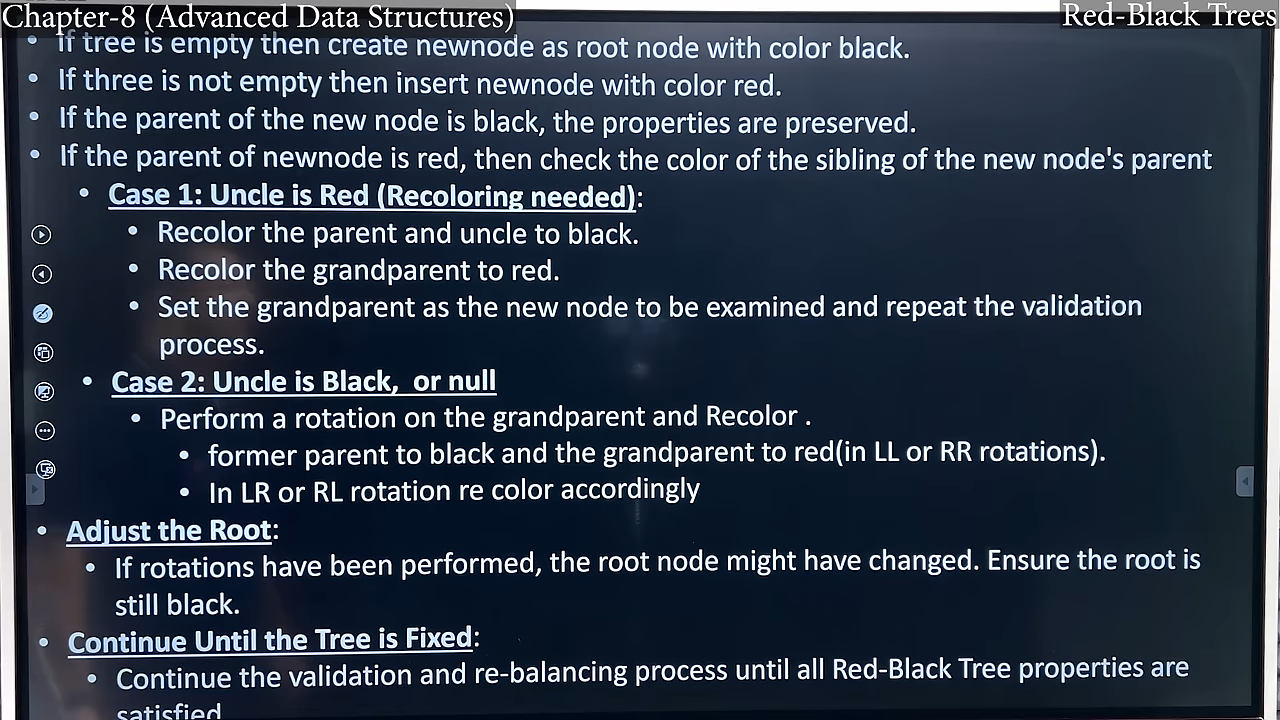 Chapter-8 (Advanced Data Structures)
Red-Black Trees
• If tree is empty then create newnode as root node with color black.
• If three is not empty then insert newnode with color red.
• If the parent of the new node is black, the properties are preserved.
• If the parent of newnode is red, then check the color of the sibling of the new node's parent
• Case 1: Uncle is Red (Recoloring needed):
• Recolor the parent and uncle to black.
• Recolor the grandparent to red.
• Set the grandparent as the new node to be examined and repeat the validation
process.
• Case 2: Uncle is Black, or null
• Perform a rotation on the grandparent and Recolor .
• former parent to black and the grandparent to red(in LL or RR rotations).
• In LR or RL rotation re color accordingly
• Adjust the Root:
• If rotations have been performed, the root node might have changed. Ensure the root is
still black.
• Continue Until the Tree is Fixed:
• Continue the validation and re-balancing process until all Red-Black Tree properties are
satisfied